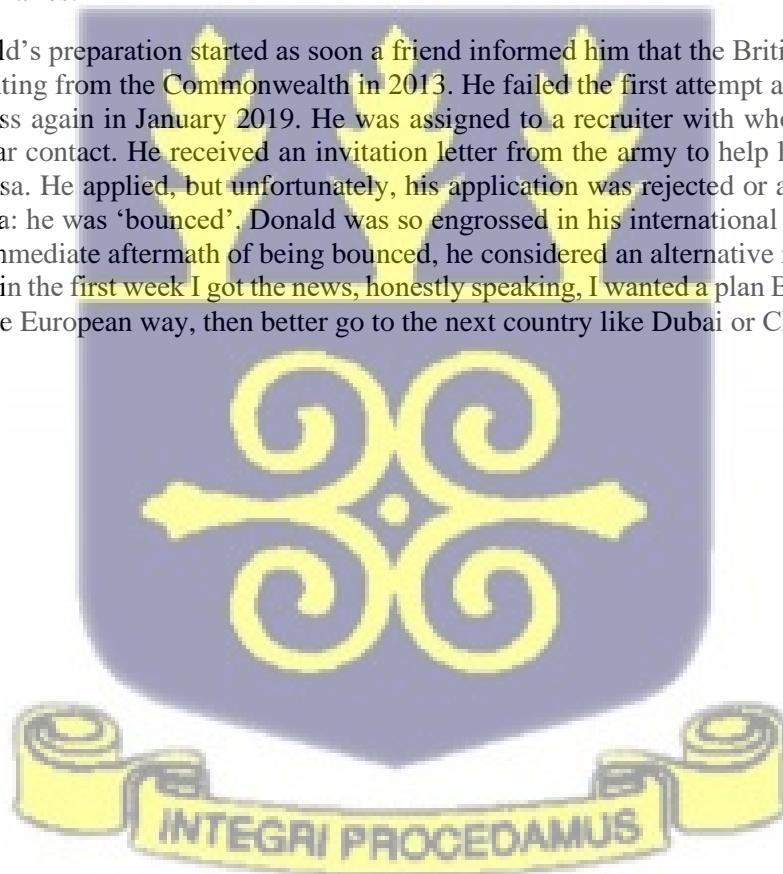 ld's preparation started as soon a friend informed him that the Briti
ting from the Commonwealth in 2013. He failed the first attempt a
ss again in January 2019. He was assigned to a recruiter with who
ar contact. He received an invitation letter from the army to help h
sa. He applied, but unfortunately, his application was rejected or a
a: he was ‘bounced’. Donald was so engrossed in his international
mmediate aftermath of being bounced, he considered an alternative
in the first week I got the news, honestly speaking, I wanted a plan B
e European way, then better go to the next country like Dubai or C
INTEGRI PROCEDAMUS